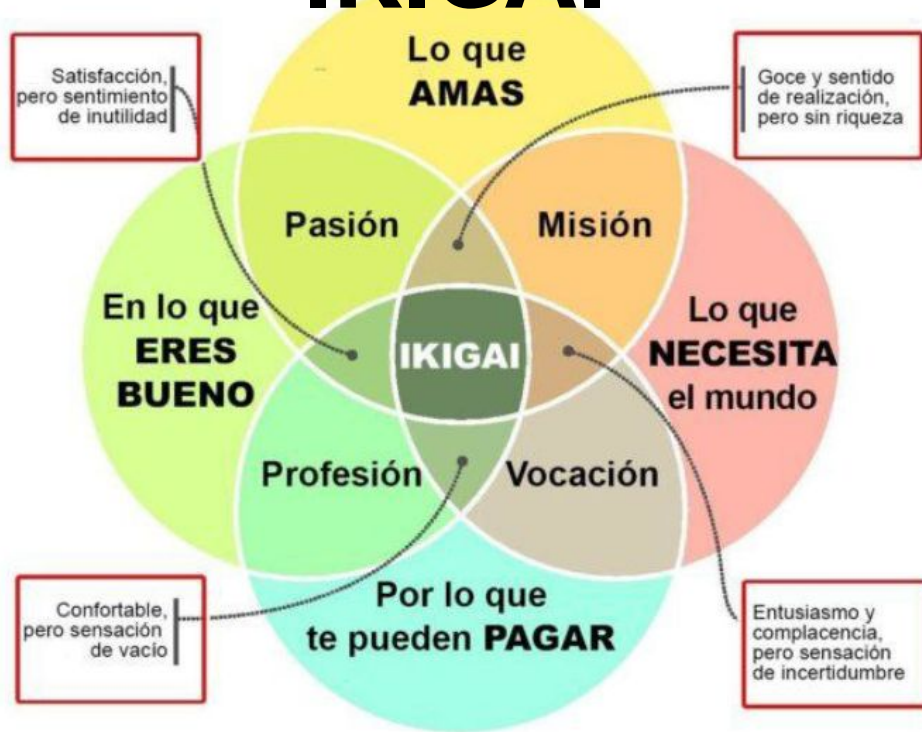 IKIGAI
Lo que
AMAS
Satisfacción,
pero sentimiento
de inutilidad
Goce y sentido
de realización,
pero sin riqueza
Pasión
Misión
En lo que
ERES
BUENO
IKIGAI
Lo que
NECESITA
el mundo
Profesión
Vocación
Por lo que
te pueden PAGAR
Confortable,
pero sensación
de vacío
Entusiasmo y
complacencia,
pero sensación
de incertidumbre